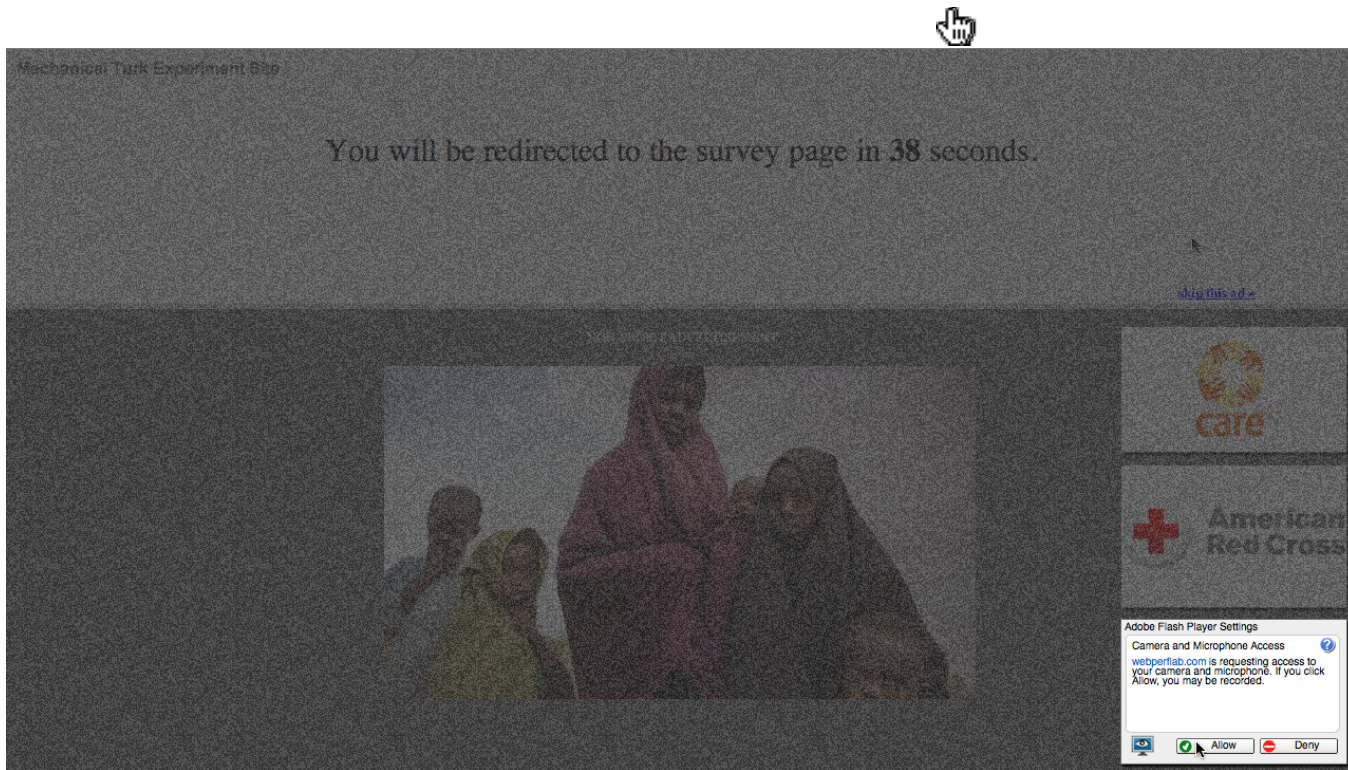 Mechanical Turk Experiment Site
You will be redirected to the survey page in 38 seconds.
skip this ad »
care
American
Red Cross
Adobe Flash Player Settings
Camera and Microphone Access
webperflab.com is requesting access to
your camera and microphone. If you click
Allow, you may be recorded.
Allow
Deny